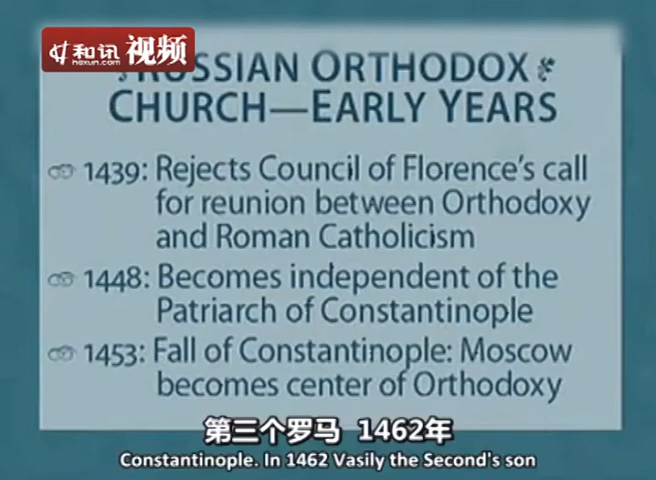 和讯 视频
hexun.com
RUSSIAN ORTHODOX
CHURCH—EARLY YEARS
1439: Rejects Council of Florence's call
for reunion between Orthodoxy
and Roman Catholicism
1448: Becomes independent of the
Patriarch of Constantinople
1453: Fall of Constantinople: Moscow
becomes center of Orthodoxy
第三个罗马 1462年
Constantinople. In 1462 Vasily the Second's son